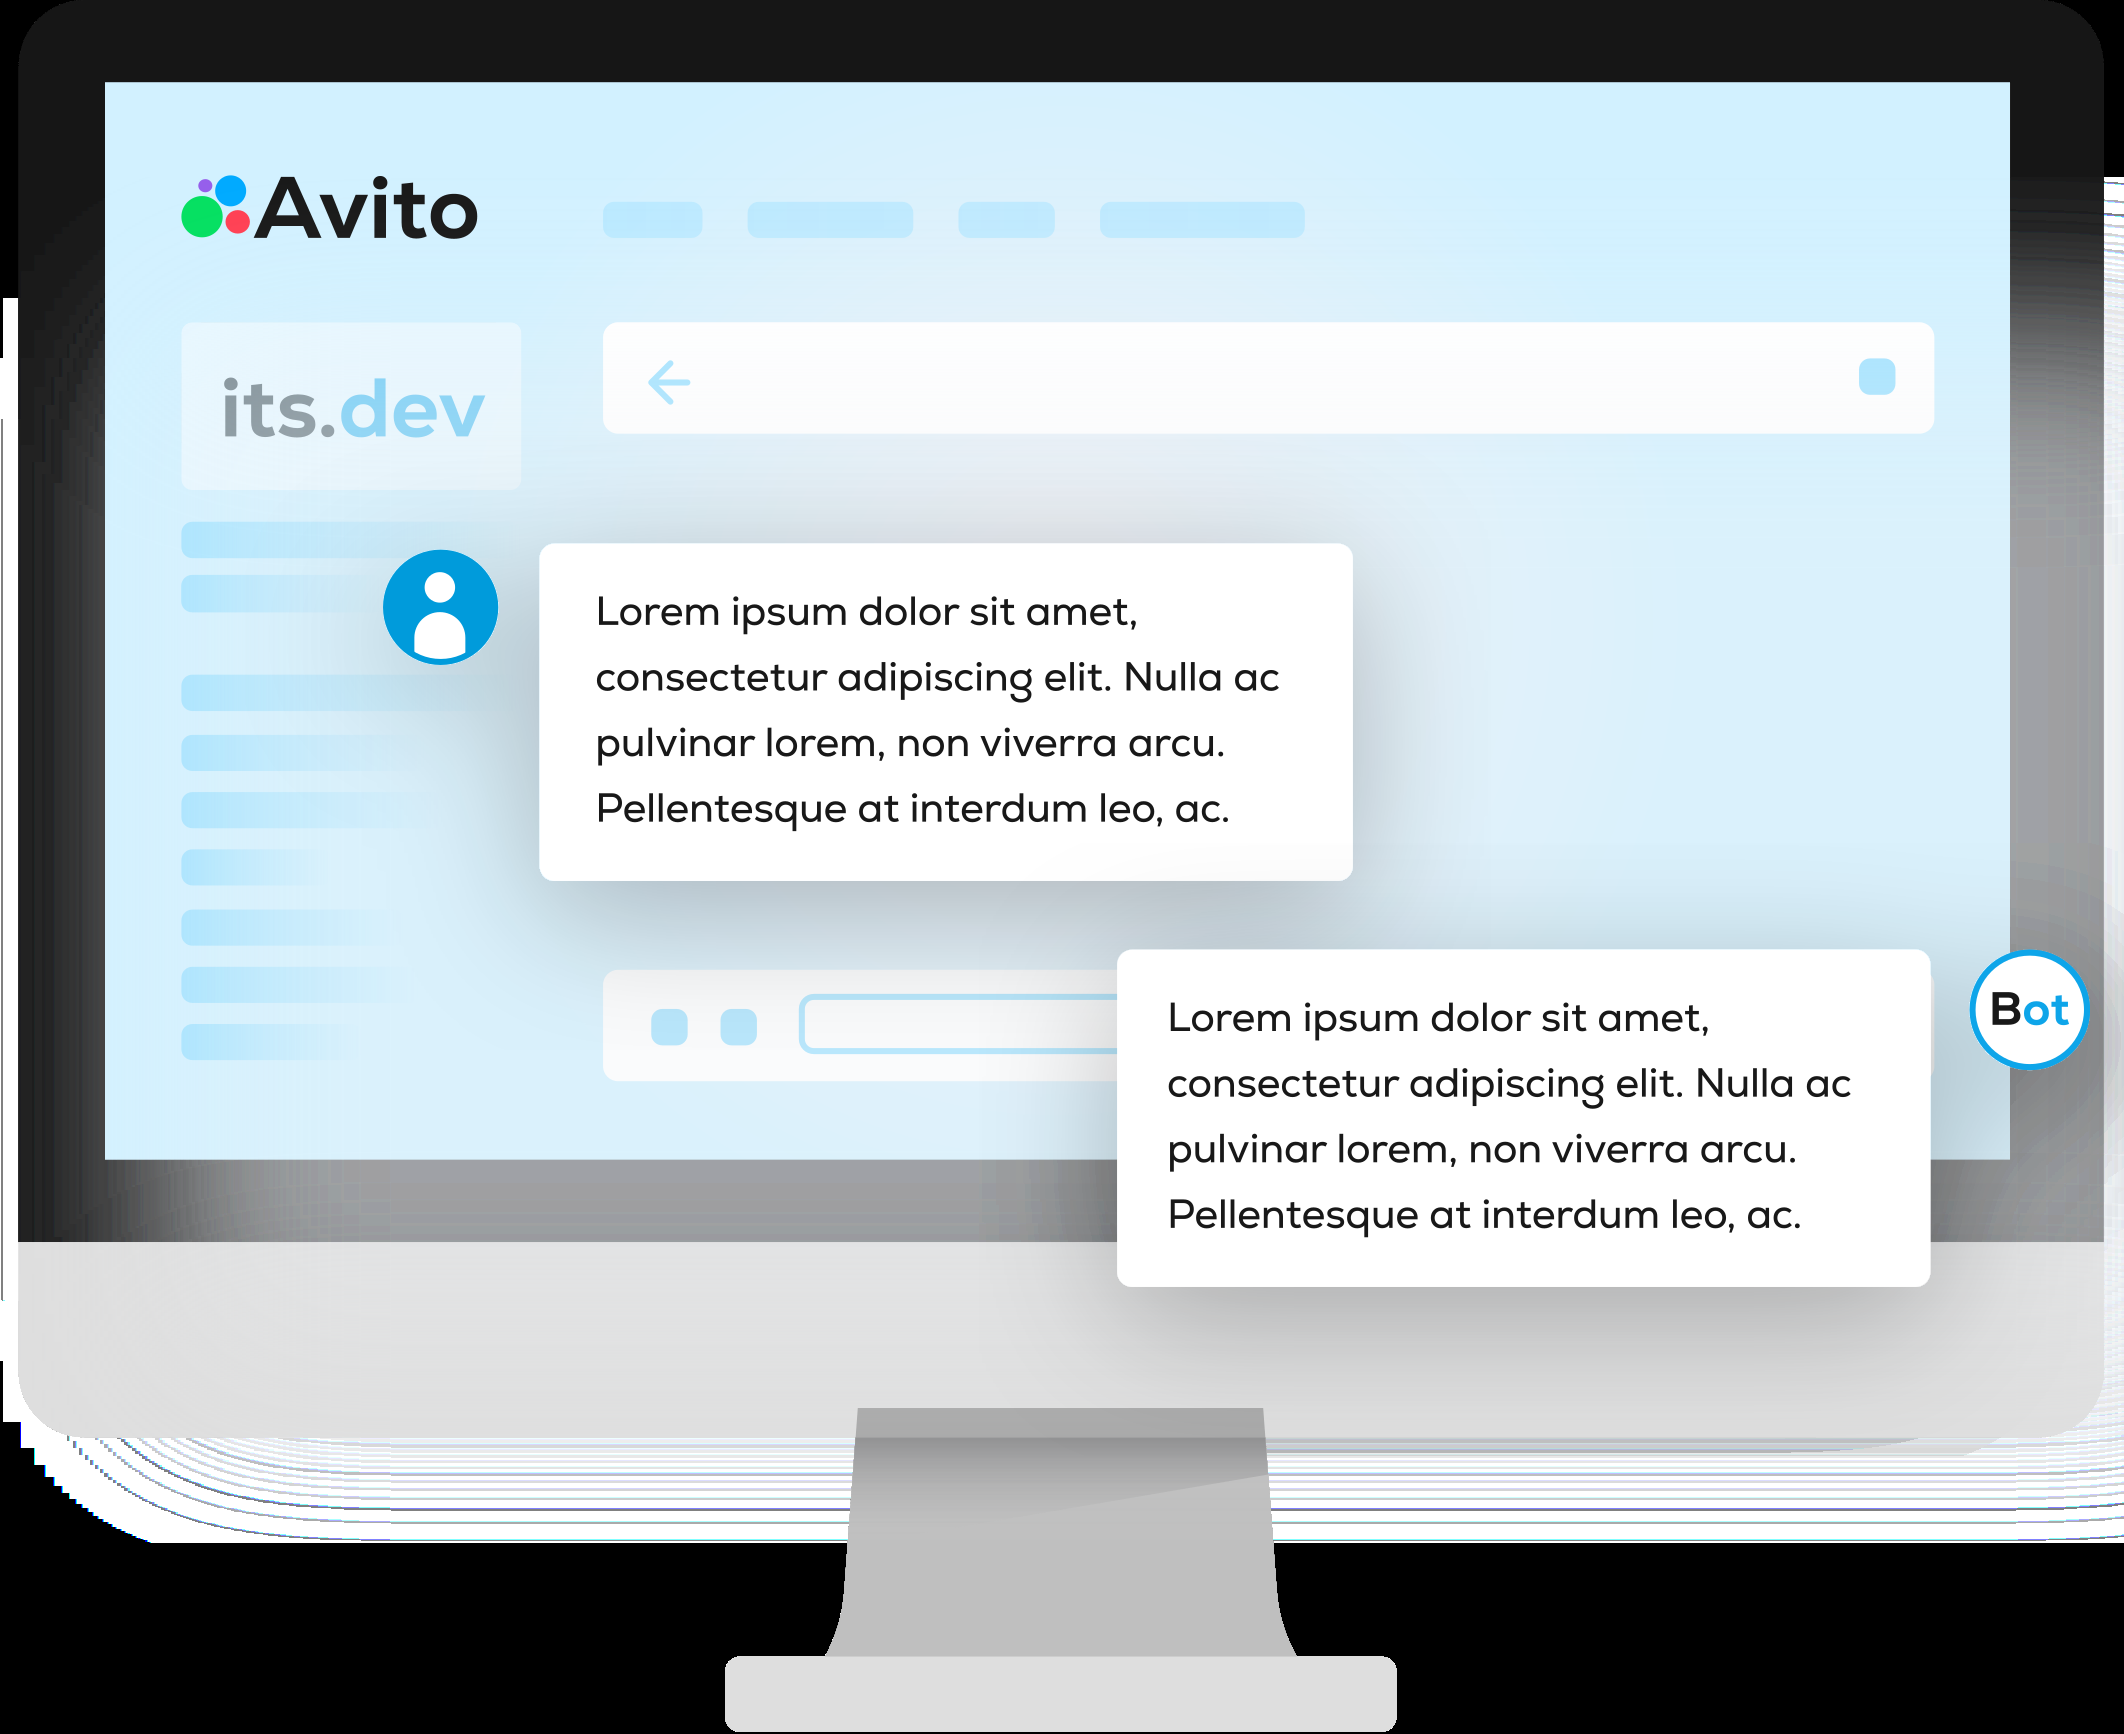 Avito
its.dev
Lorem ipsum dolor sit amet,
consectetur adipiscing elit. Nulla ac
pulvinar lorem, non viverra arcu.
Pellentesque at interdum leo, ac.
Bot
Lorem ipsum dolor sit amet,
consectetur adipiscing elit. Nulla ac
pulvinar lorem, non viverra arcu.
Pellentesque at interdum leo, ac.